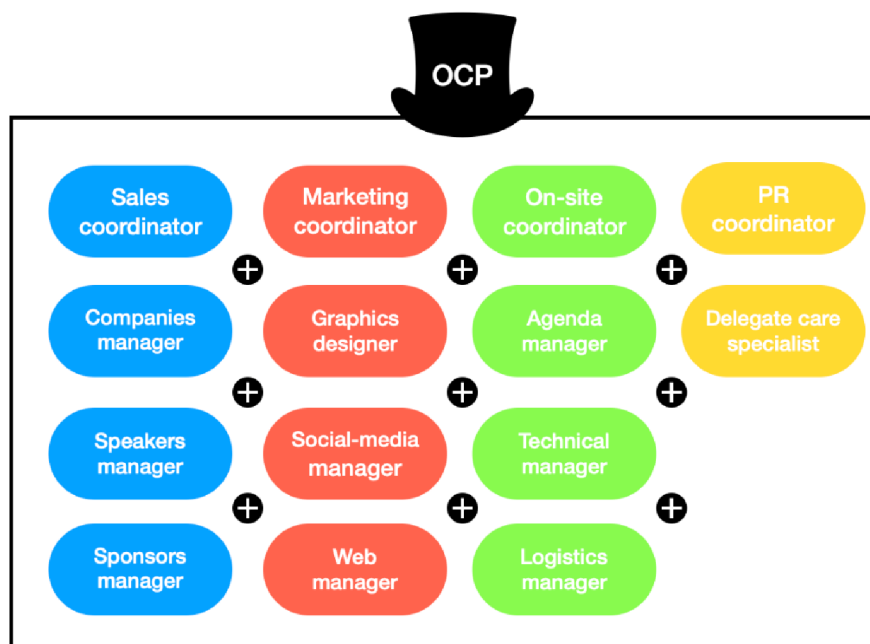 OCP
Sales
coordinator
Marketing
coordinator
On-site
coordinator
PR
coordinator
Companies
manager
Graphics
designer
Agenda
manager
Delegate care
specialist
Speakers
manager
Social-media
manager
Technical
manager
Sponsors
manager
Web
manager
Logistics
manager